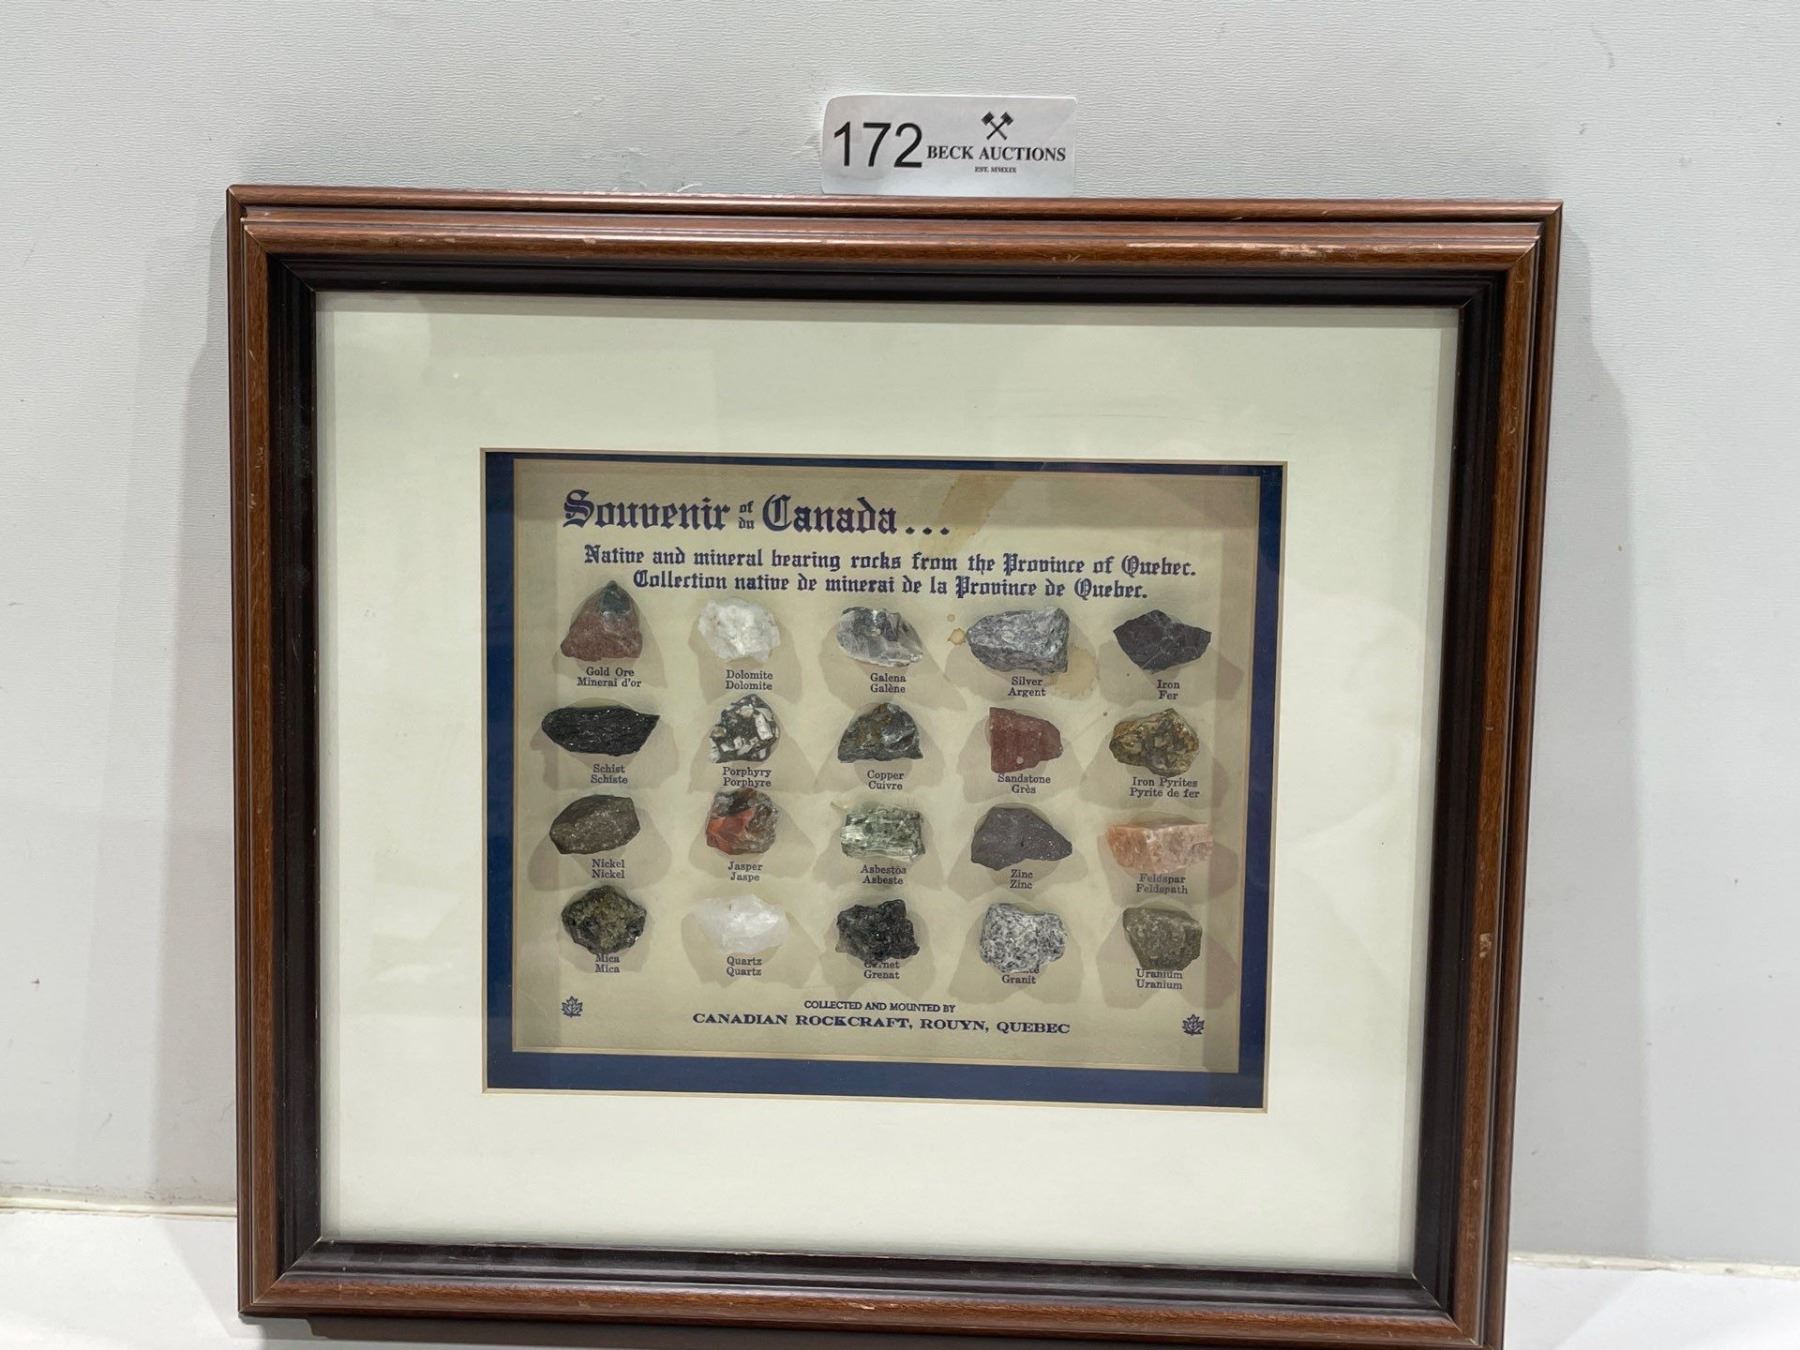 172
BECK AUCTIONS
EST. MMXIX
Souvenir of du Canada...
Native and mineral bearing rocks from the Province of Quebec.
Collection native de minerai de la Province de Quebec.
Gold Ore
Minerai d'or
Dolomite
Dolomite
Galena
Galène
Silver
Argent
Iron
Fer
Schist
Schiste
Porphyry
Porphyre
Copper
Cuivre
Sandstone
Grès
Iron Pyrites
Pyrite de fer
Nickel
Nickel
Jasper
Jaspe
Asbestos
Asbeste
Zinc
Zinc
Feldspar
Feldspath
Mica
Mica
Quartz
Quartz
Grenat
Granit
Uranium
Uranium
COLLECTED AND MOUNTED BY
CANADIAN ROCKCRAFT, ROUYN, QUEBEC